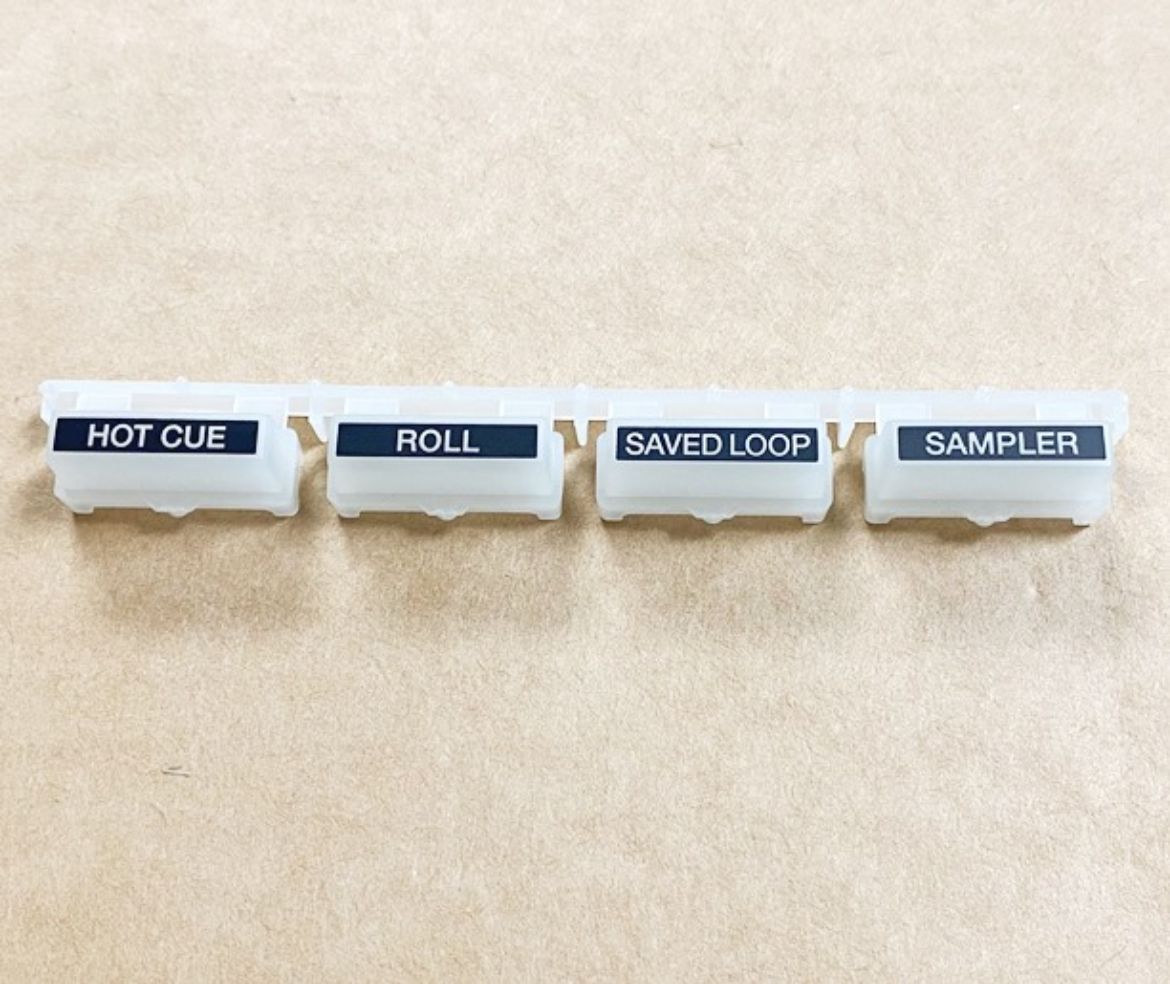 HOT CUE
ROLL
SAVED LOOP
SAMPLER